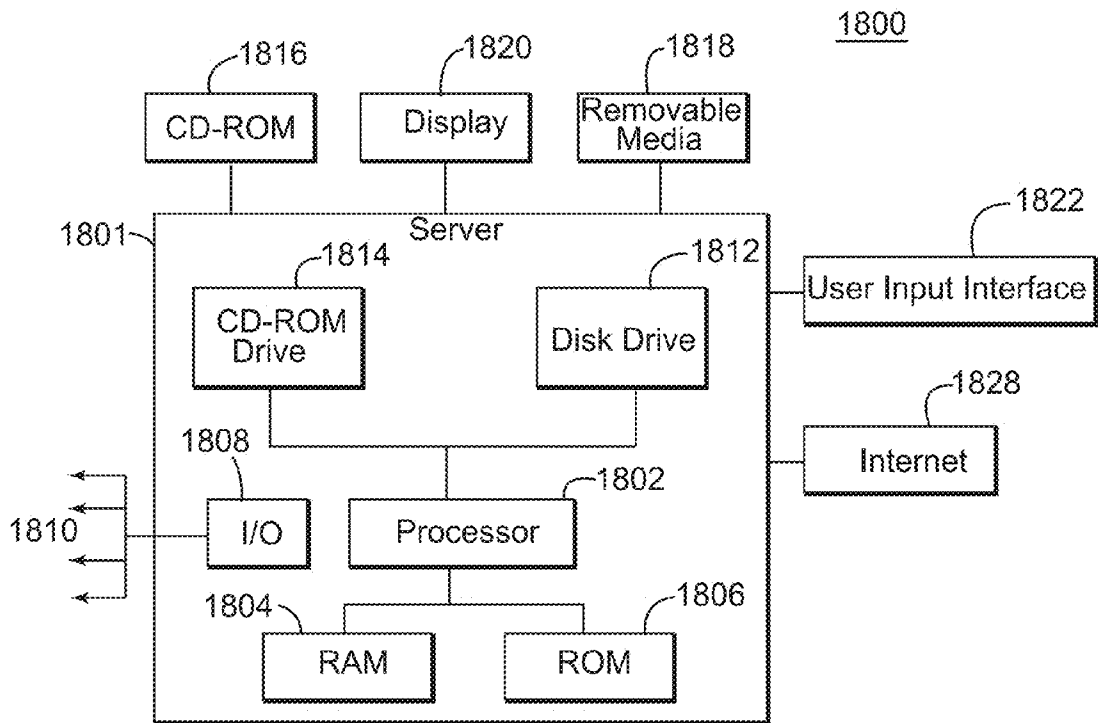 1800
1816
1820
1818
CD-ROM
Display
Removable
Media
1801
Server
1822
1814
1812
User Input Interface
CD-ROM
Drive
Disk Drive
1828
1808
1802
Internet
1810
I/O
Processor
1804
1806
RAM
ROM